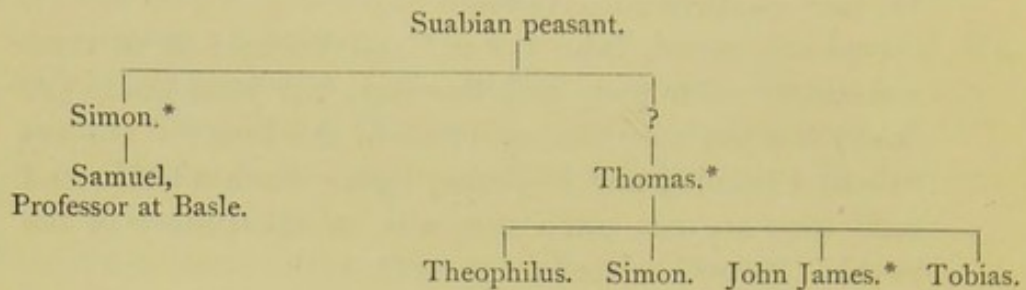 Suabian peasant.
Simon.* ?
Samuel, Thomas.*
Professor at Basle.
Theophilus. Simon. John James.* Tobias.